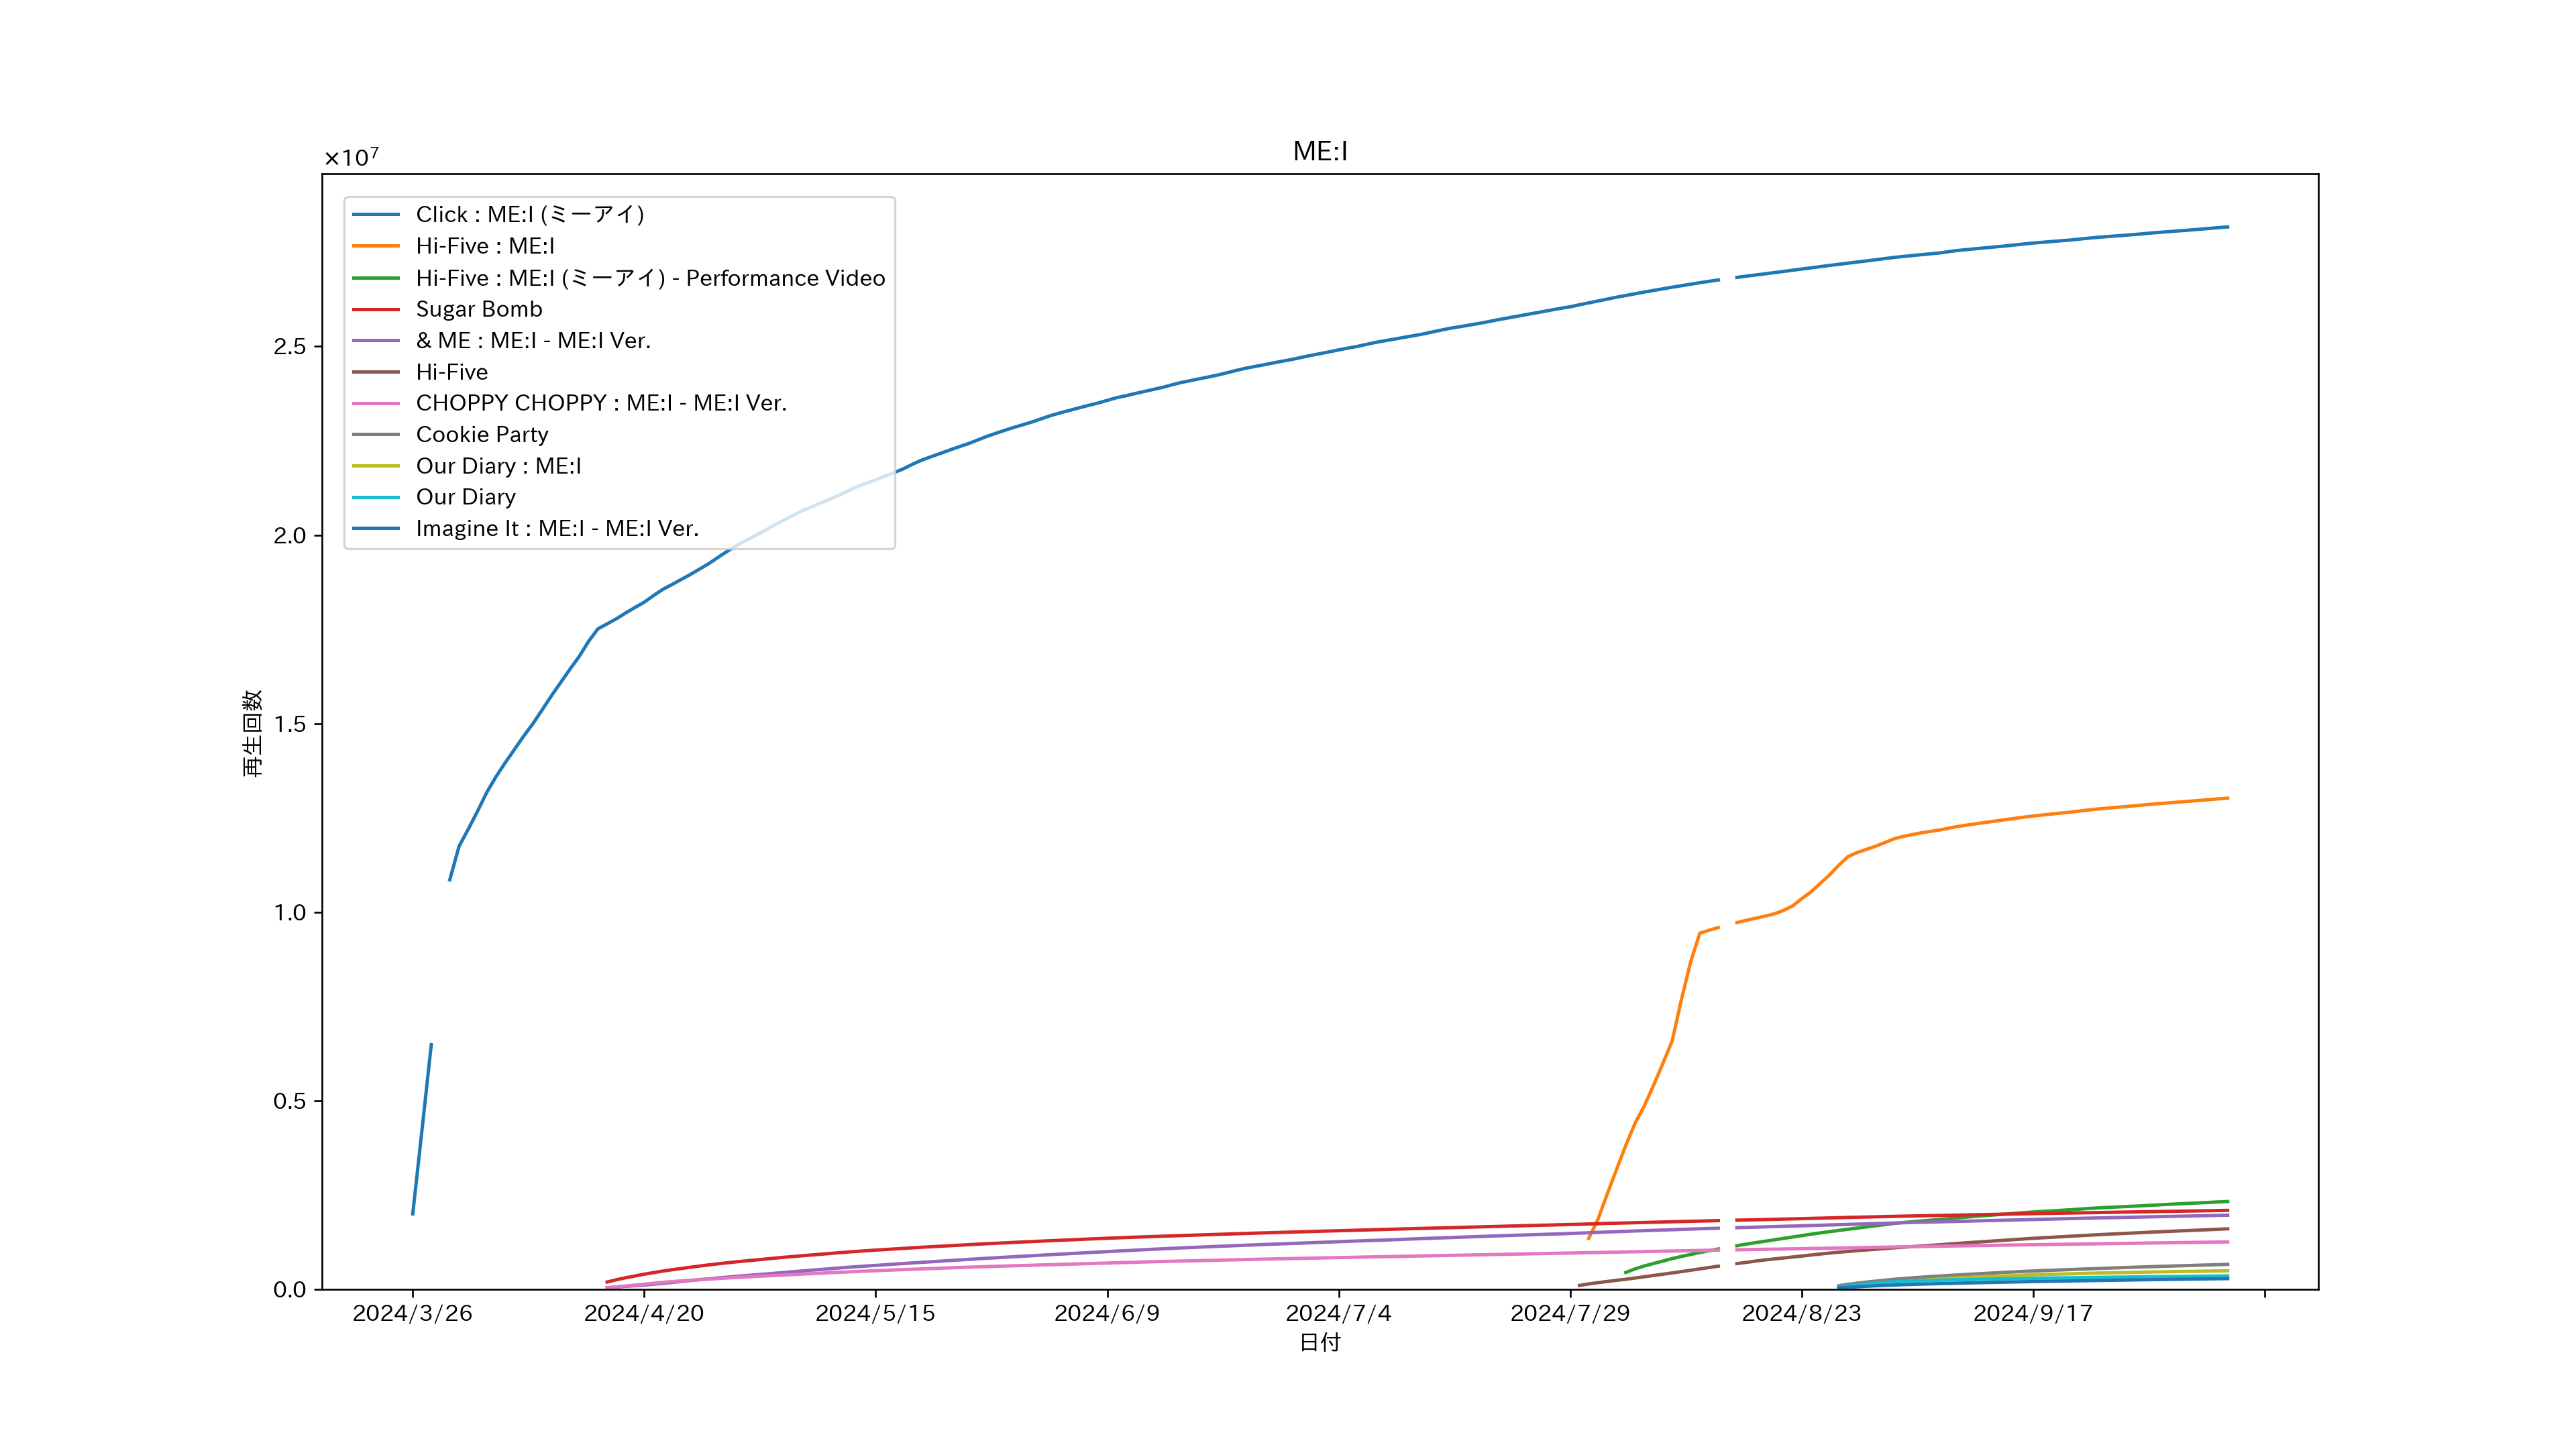 ME:I
×10⁷
Click : ME:I (ミーアイ)
Hi-Five : ME:I
Hi-Five : ME:I (ミーアイ) - Performance Video
Sugar Bomb
& ME : ME:I - ME:I Ver.
Hi-Five
CHOPPY CHOPPY : ME:I - ME:I Ver.
Cookie Party
Our Diary : ME:I
Our Diary
Imagine It : ME:I - ME:I Ver.
2.5
2.0
1.5
1.0
0.5
0.0
再生回数
2024/3/26 2024/4/20 2024/5/15 2024/6/9 2024/7/4 2024/7/29 2024/8/23 2024/9/17
日付